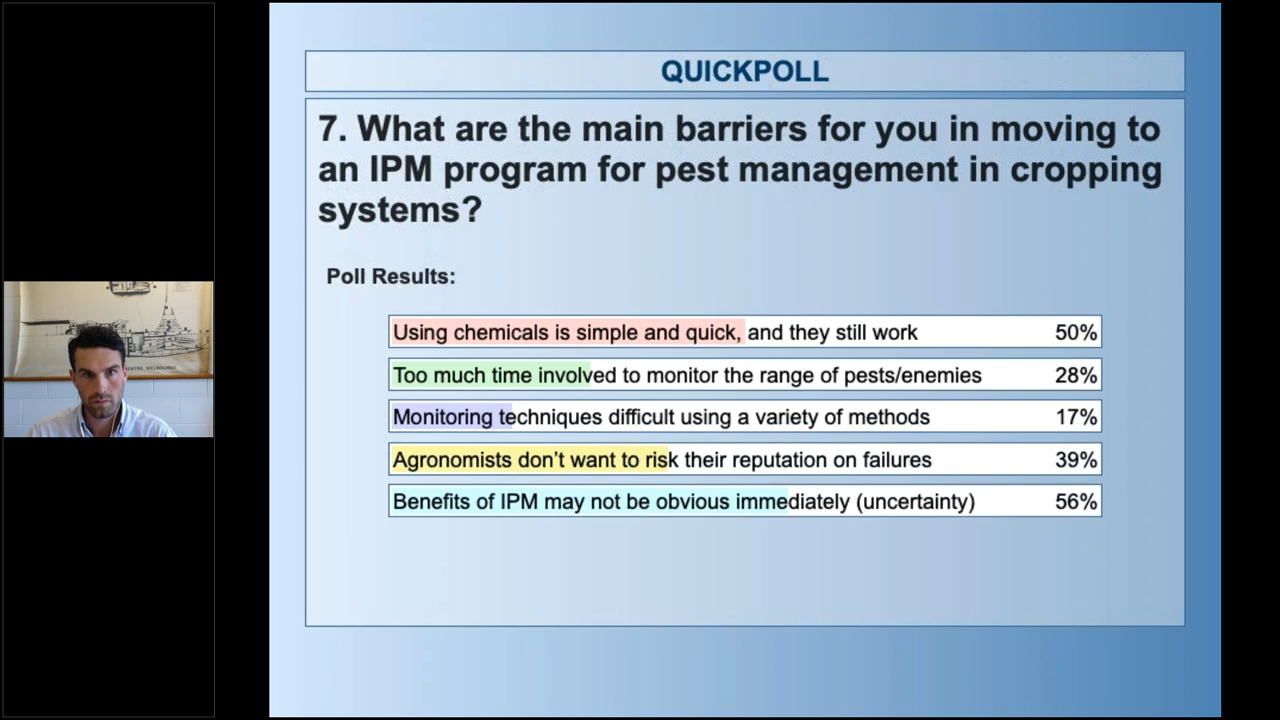 QUICKPOLL
7. What are the main barriers for you in moving to
an IPM program for pest management in cropping
systems?
Poll Results:
Using chemicals is simple and quick, and they still work 50%
Too much time involved to monitor the range of pests/enemies 28%
Monitoring techniques difficult using a variety of methods 17%
Agronomists don't want to risk their reputation on failures 39%
Benefits of IPM may not be obvious immediately (uncertainty) 56%
MELBOURNE.